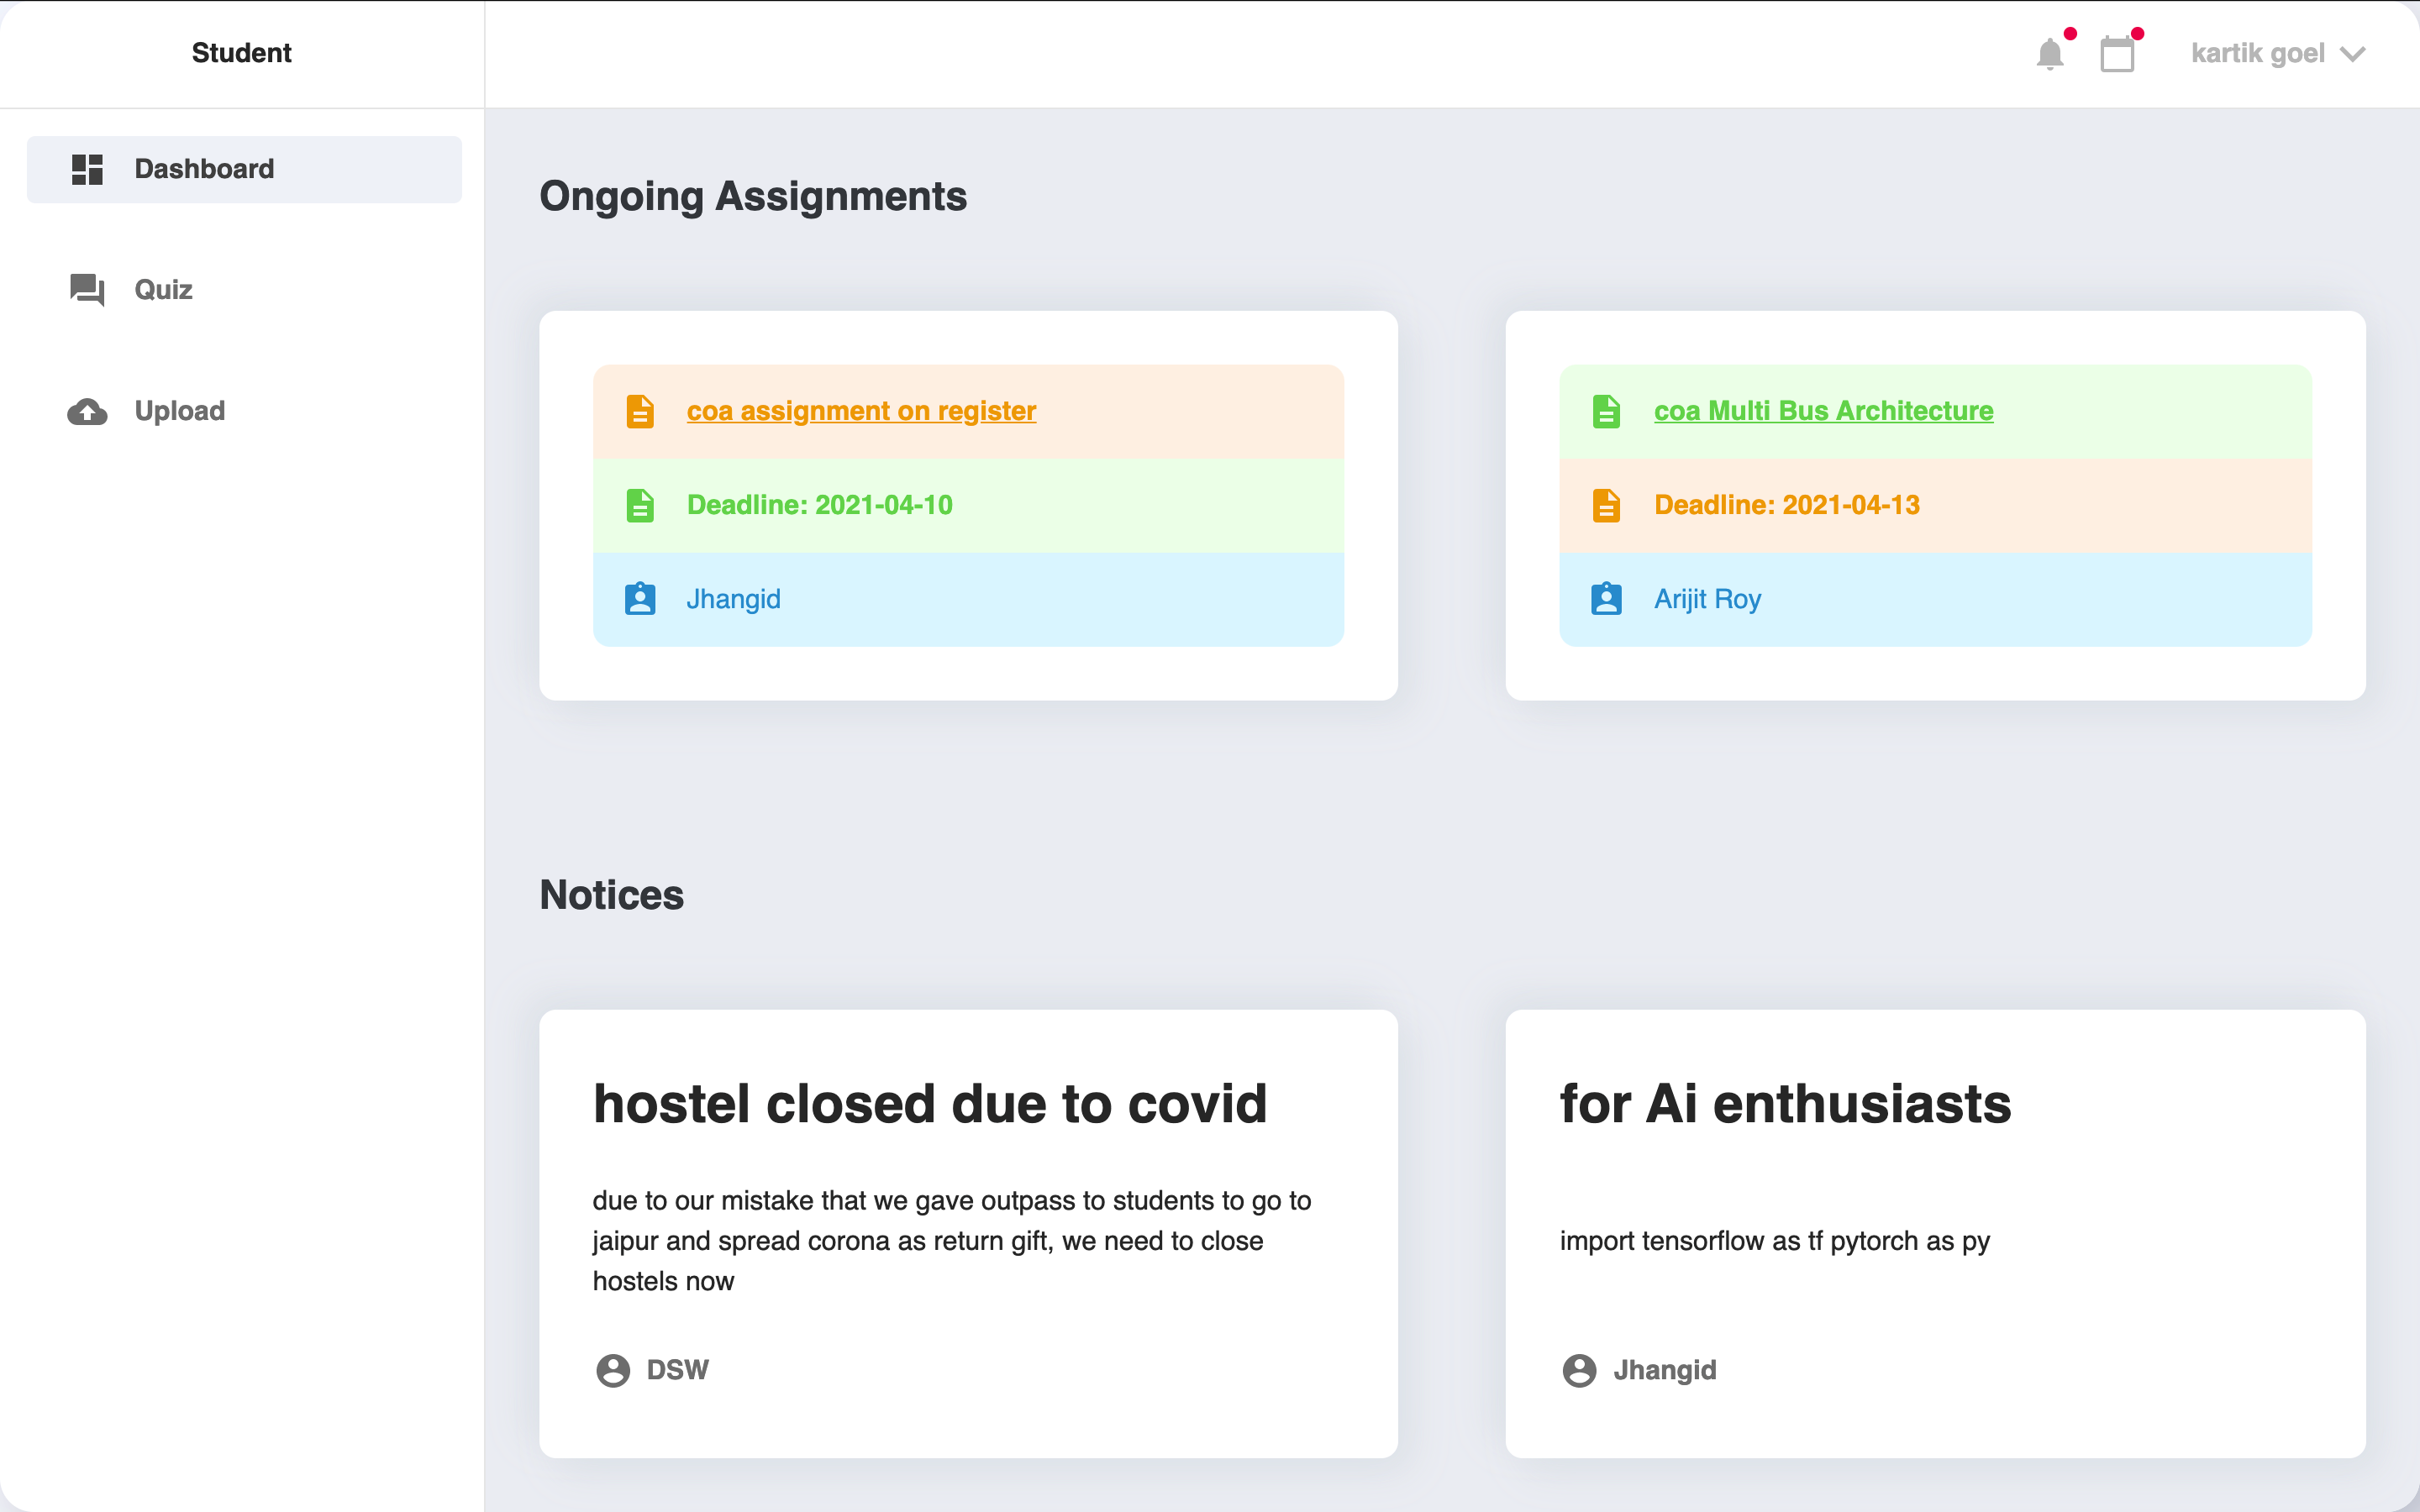 Student
kartik goel
Dashboard
Quiz
Upload
Ongoing Assignments
coa assignment on register
Deadline: 2021-04-10
Jhangid
coa Multi Bus Architecture
Deadline: 2021-04-13
Arijit Roy
Notices
hostel closed due to covid
due to our mistake that we gave outpass to students to go to
jaipur and spread corona as return gift, we need to close
hostels now
DSW
for Ai enthusiasts
import tensorflow as tf pytorch as py
Jhangid